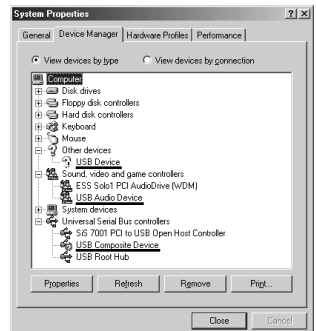 System Properties
General Device Manager Hardware Profiles Performance
View devices by type View devices by connection
Computer
Disk drives
Floppy disk controllers
Hard disk controllers
Keyboard
Mouse
Other devices
USB Device
Sound, video and game controllers
ESS Solo1 PCI AudioDrive (WDM)
USB Audio Device
System devices
Universal Serial Bus controllers
SiS 7001 PCI to USB Open Host Controller
USB Composite Device
USB Root Hub
Properties Refresh Remove Print...
Close Cancel